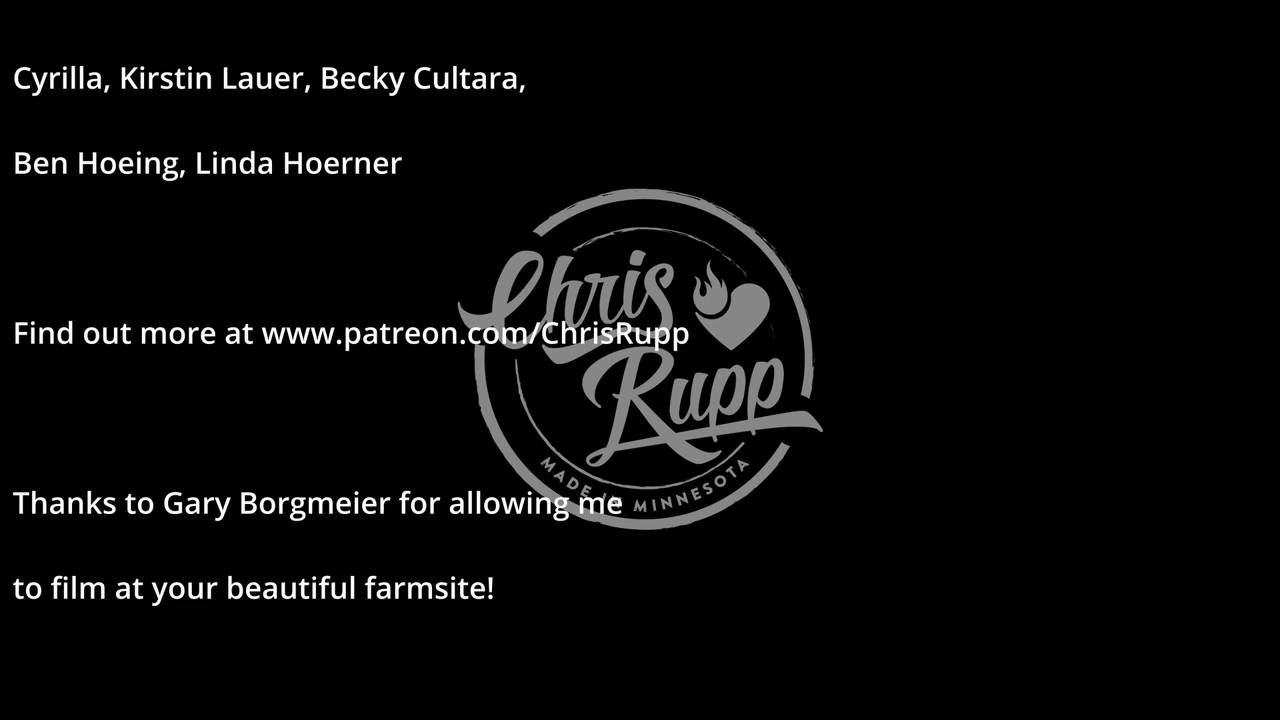 Cyrilla, Kirstin Lauer, Becky Cultara,
Ben Hoeing, Linda Hoerner
Chris
Find out more at www.patreon.com/ChrisRupp
Rupp
MADE IN MINNESOTA
Thanks to Gary Borgmeier for allowing me
to film at your beautiful farmsite!